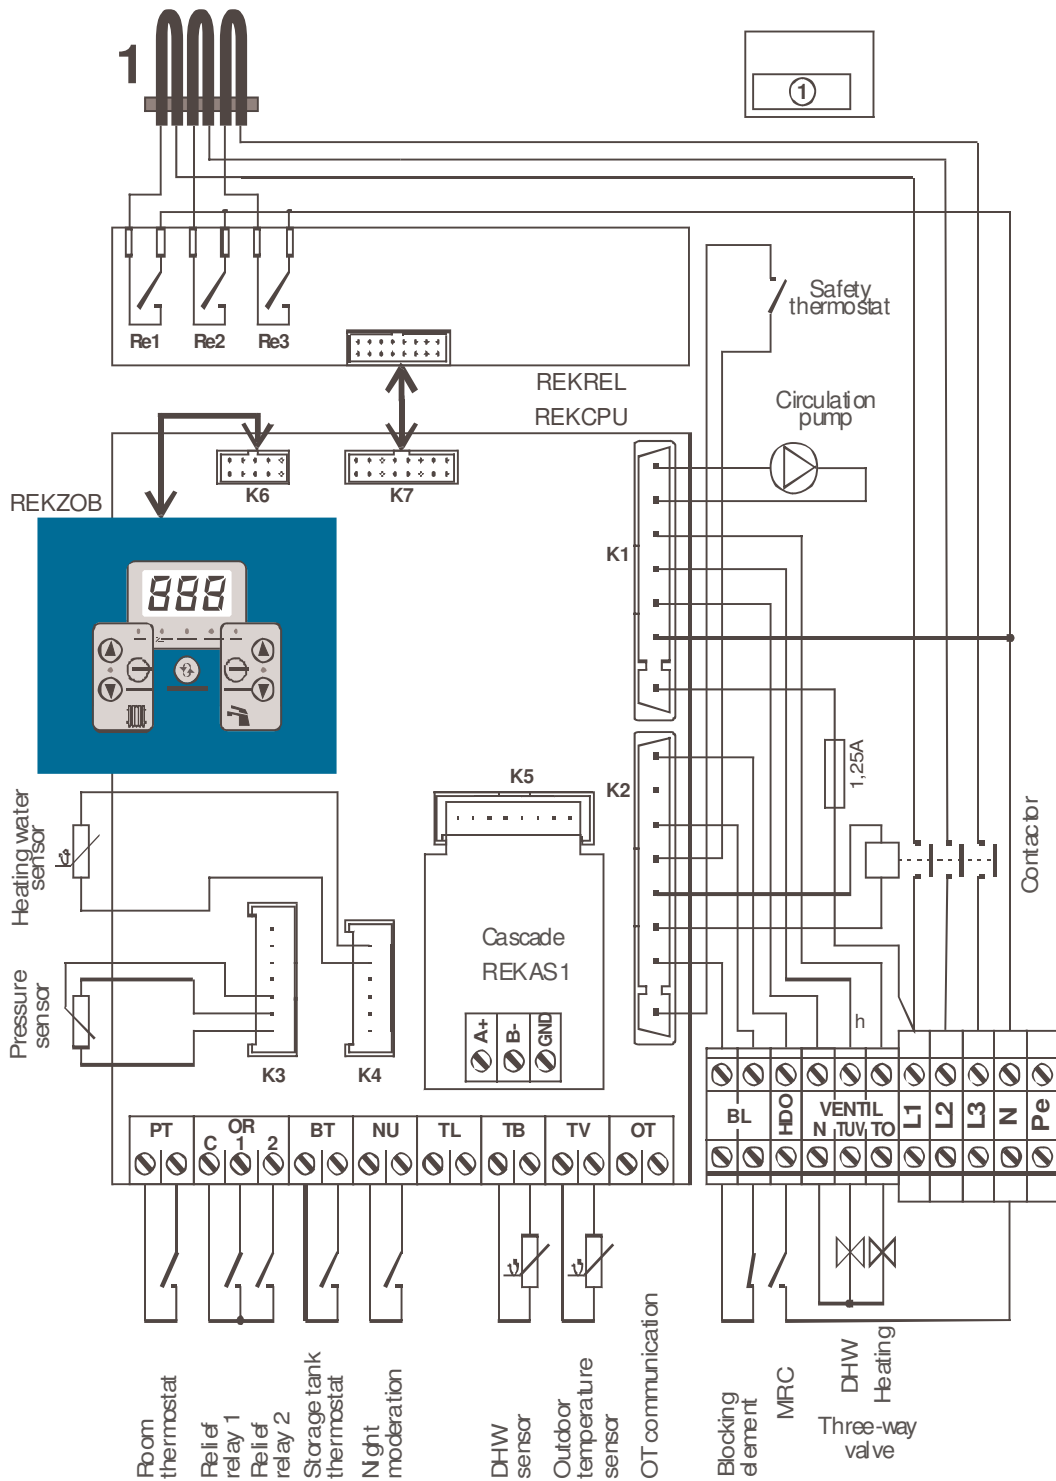 1
1
Safety
thermostat
Re1 Re2 Re3
REKREL
REKCPU
Circulation
pump
K6
K7
REKZOB
K1
1,25A
K5
K2
Heating water
sensor
Contactor
Cascade
REKAS1
Pressure
sensor
A+ B- GND
h
K3
K4
PT OR BT NU TL TB TV OT
C 1 2
BL HDO VENTIL L1 L2 L3 N Pe
N TUV TO
Room
thermostat
Relief
relay 1
Relief
relay 2
Storage tank
thermostat
Night
moderation
DHW
sensor
Outdoor
temperature
sensor
OT communication
Blocking
element
MRC
DHW
Heating
Three-way
valve